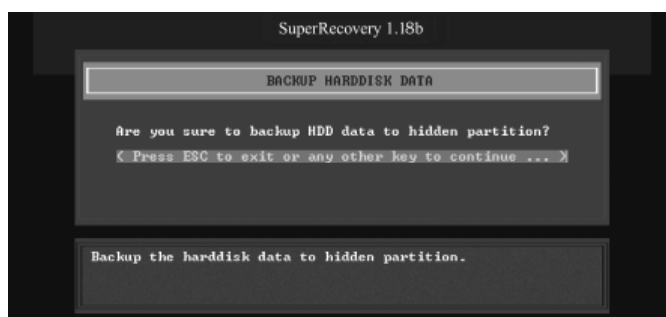 SuperRecovery 1.18b
BACKUP HARDDISK DATA
Are you sure to backup HDD data to hidden partition?
< Press ESC to exit or any other key to continue ... >
Backup the harddisk data to hidden partition.